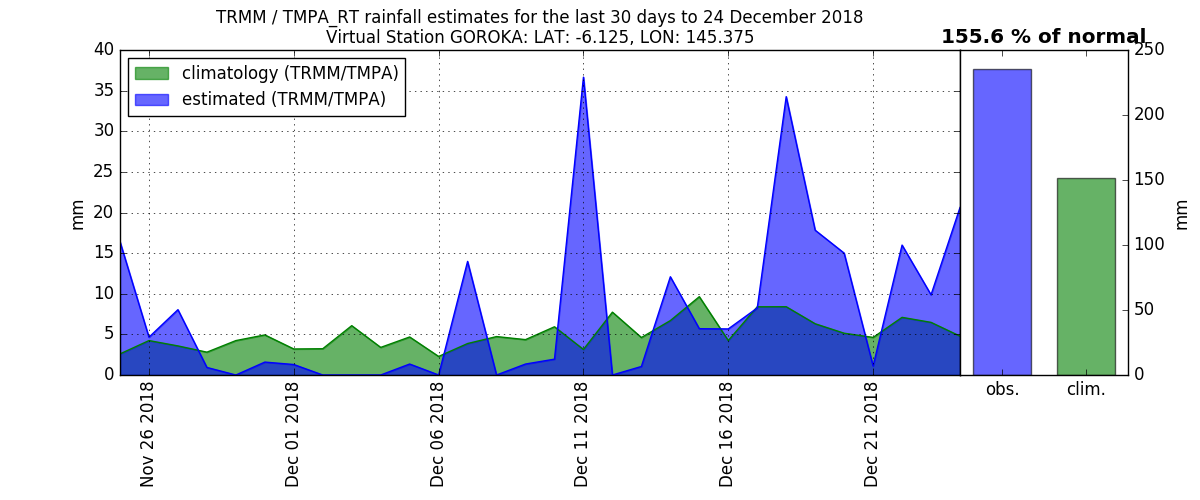 TRMM / TMPA_RT rainfall estimates for the last 30 days to 24 December 2018
Virtual Station GOROKA: LAT: -6.125, LON: 145.375
155.6 % of normal
climatology (TRMM/TMPA)
estimated (TRMM/TMPA)
40
35
30
25
20
15
10
5
0
mm
Nov 26 2018
Dec 01 2018
Dec 06 2018
Dec 11 2018
Dec 16 2018
Dec 21 2018
obs.
clim.
250
200
150
100
50
0
mm